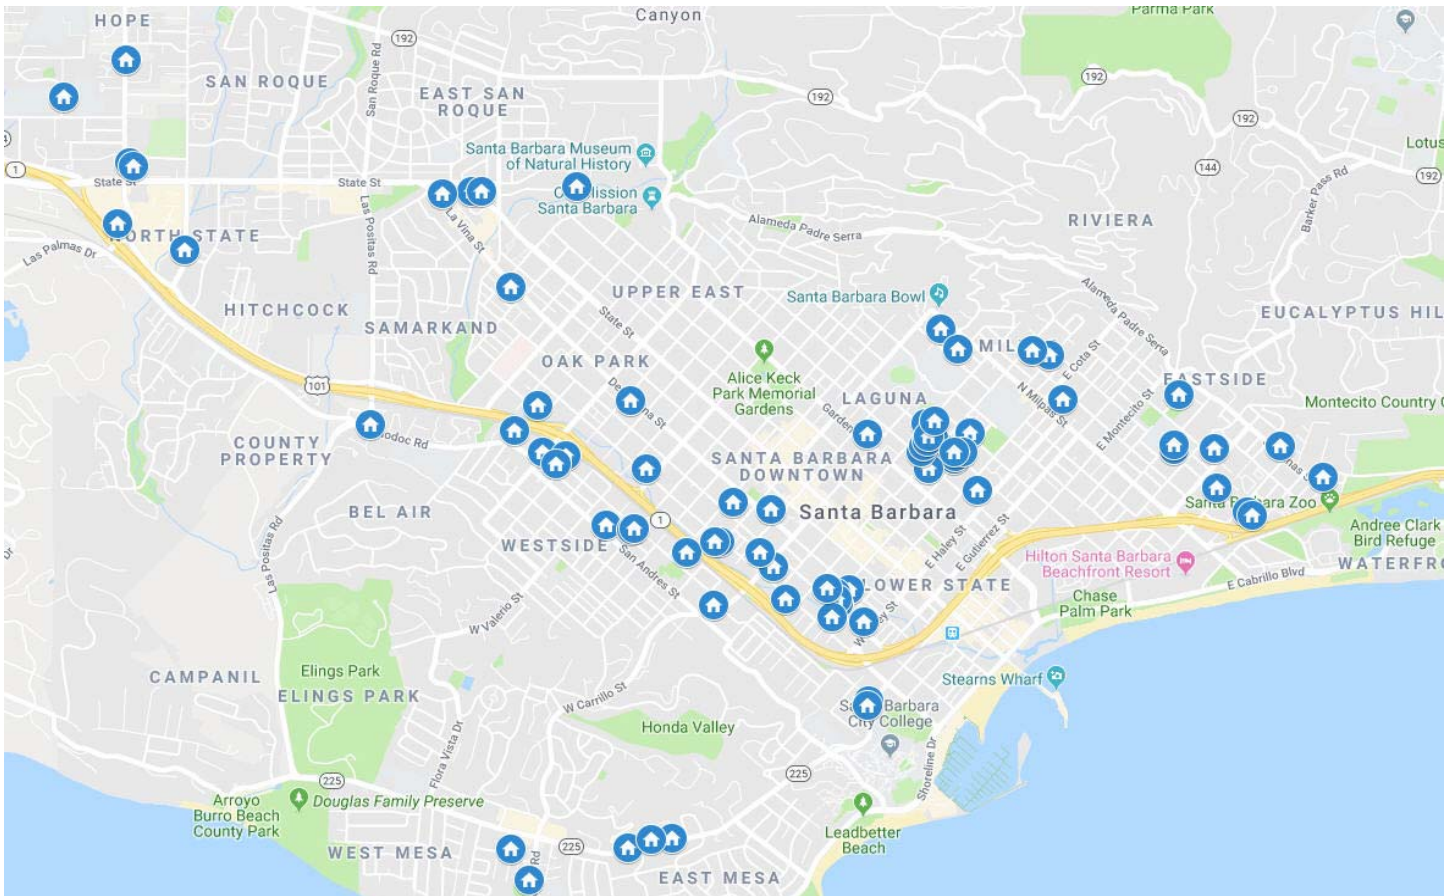 HOPE
Canyon
Parma Park
192
SAN ROQUE
San Roque Rd
EAST SAN
ROQUE
192
192
192
Lotus
1
Santa Barbara Museum
of Natural History
144
192
State St
State St
Mission
Santa Barbara
Barker Pass Rd
Las Positas Rd
La Vina St
Alameda Padre Serra
RIVIERA
NORTH STATE
Las Palmas Dr
UPPER EAST
Santa Barbara Bowl
Alameda Padre Serra
HITCHCOCK
SAMARKAND
State St
EUCALYPTUS HIL
OAK PARK
E Cota St
101
Alice Keck
Park Memorial
Gardens
N Milpas St
EASTSIDE
LAGUNA
Garden
E Montecito St
Montecito Country C
COUNTY
PROPERTY
SANTA BARBARA
DOWNTOWN
BEL AIR
Santa Barbara
Santa Barbara Zoo
1
WESTSIDE
San Andres St
E Haley St
E Gutierrez St
Andree Clark
Bird Refuge
Las Positas Rd
Hilton Santa Barbara
Beachfront Resort
WATERFRO
LOWER STATE
E Cabrillo Blvd
W Valerio St
Chase
Palm Park
Elings Park
ELINGS PARK
CAMPANIL
Stearns Wharf
W Carrillo St
Santa Barbara
City College
Honda Valley
Flora Vista Dr
Shoreline Dr
225
225
Arroyo
Burro Beach
County Park
Douglas Family Preserve
Leadbetter
Beach
WEST MESA
225
Rd
EAST MESA